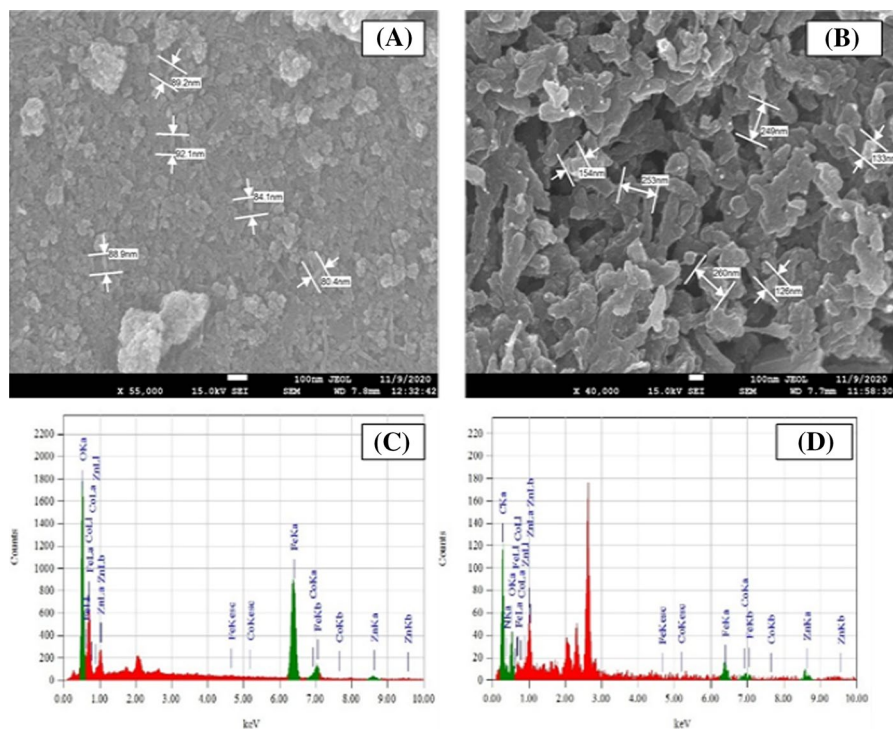 (A)
89.2nm
92.1nm
84.1nm
88.9nm
80.4nm
100nm JEOL 11/9/2020
X 55,000 15.0kV SEI SEM WD 7.8mm 12:32:42
(B)
249nm
133nm
154nm
253nm
260nm
126nm
100nm JEOL 11/9/2020
X 40,000 15.0kV SEI SEM WD 7.7mm 11:58:30
(C)
Counts
2200
2000
1800
1600
1400
1200
1000
800
600
400
200
0
OKa
FeLa CoLl
CoLa ZnLl
ZnLa ZnLb
FeKesc
CoKesc
FeKa
FeKb CoKa
CoKb
ZnKa
ZnKb
0.00 1.00 2.00 3.00 4.00 5.00 6.00 7.00 8.00 9.00 10.00
keV
(D)
Counts
220
200
180
160
140
120
100
80
60
40
20
0
CKa
NKa
OKa
FeLl CoLl
FeLa
CoLa ZnLl
ZnLa ZnLb
FeKesc
CoKesc
FeKa
CoKa
FeKb
CoKb
ZnKa
ZnKb
0.00 1.00 2.00 3.00 4.00 5.00 6.00 7.00 8.00 9.00 10.00
keV